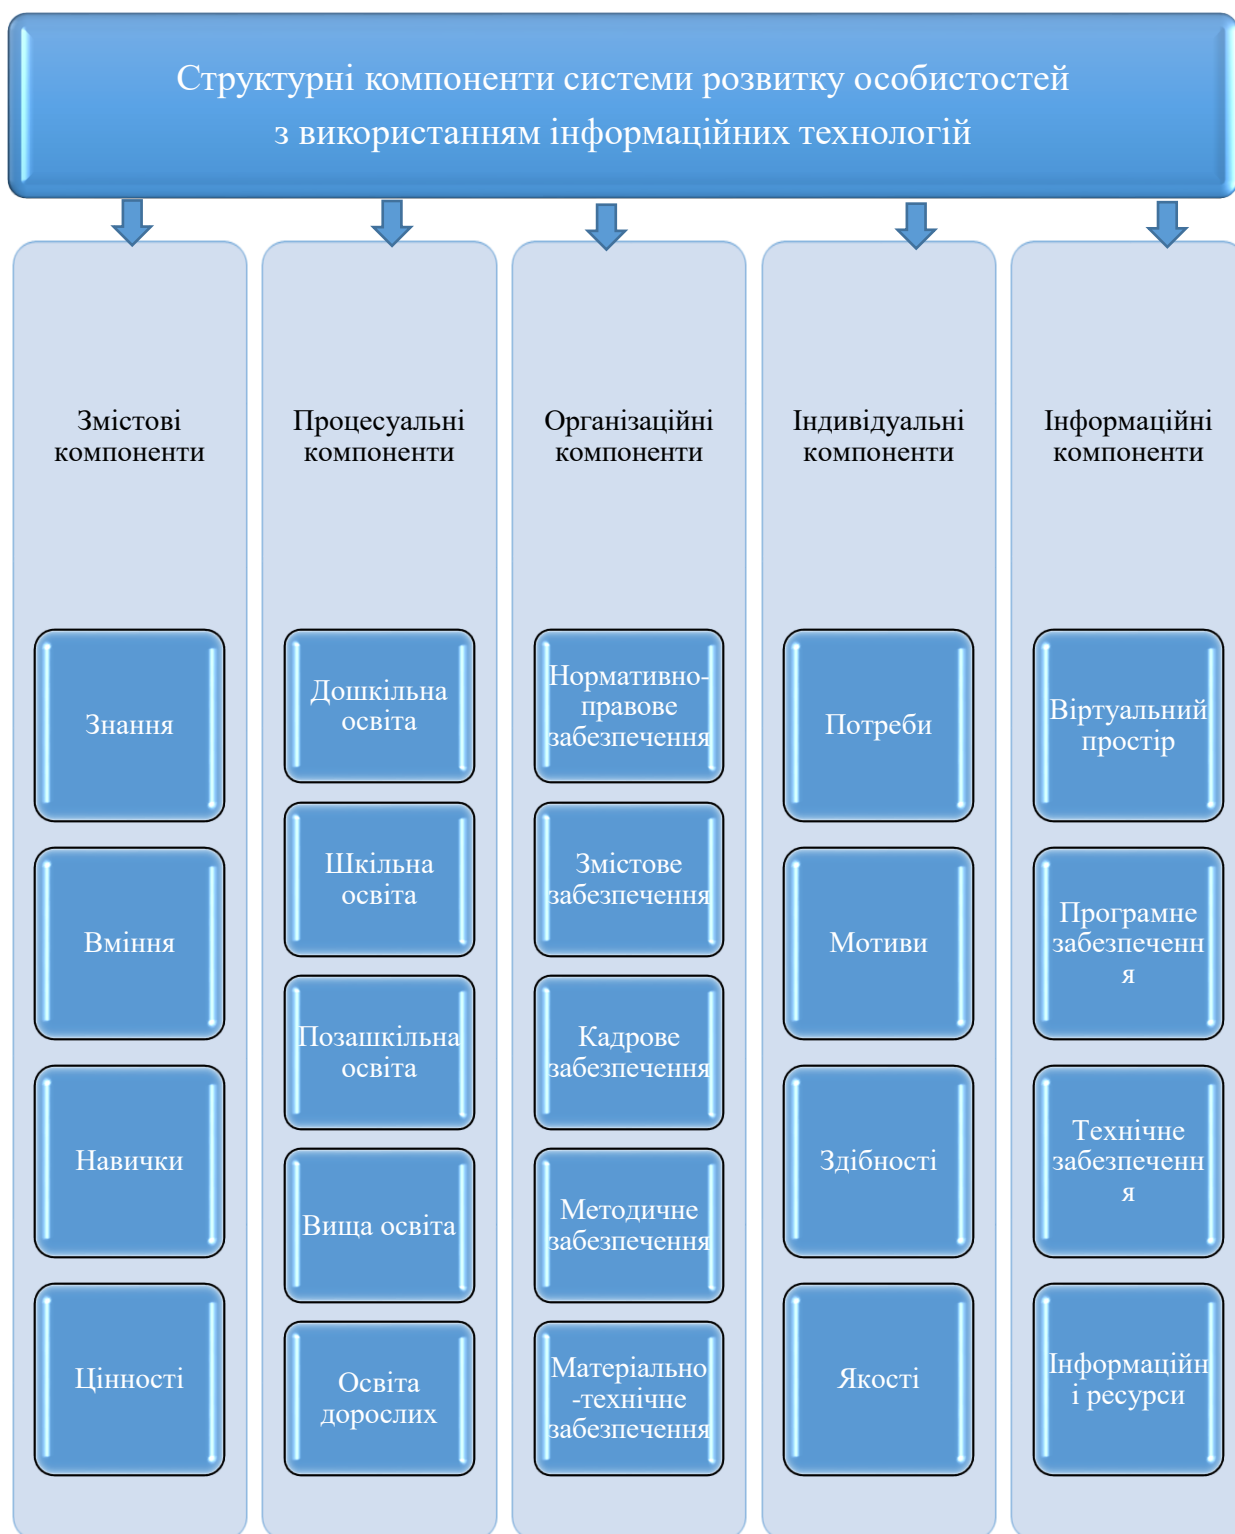 Структурні компоненти системи розвитку особистостей
з використанням інформаційних технологій
Змістові
компоненти
Знання
Вміння
Навички
Цінності
Процесуальні
компоненти
Дошкільна
освіта
Шкільна
освіта
Позашкільна
освіта
Вища освіта
Освіта
дорослих
Організаційні
компоненти
Нормативно-
правове
забезпечення
Змістове
забезпечення
Кадрове
забезпечення
Методичне
забезпечення
Матеріально
-технічне
забезпечення
Індивідуальні
компоненти
Потреби
Мотиви
Здібності
Якості
Інформаційні
компоненти
Віртуальний
простір
Програмне
забезпеченн
я
Технічне
забезпеченн
я
Інформаційн
і ресурси